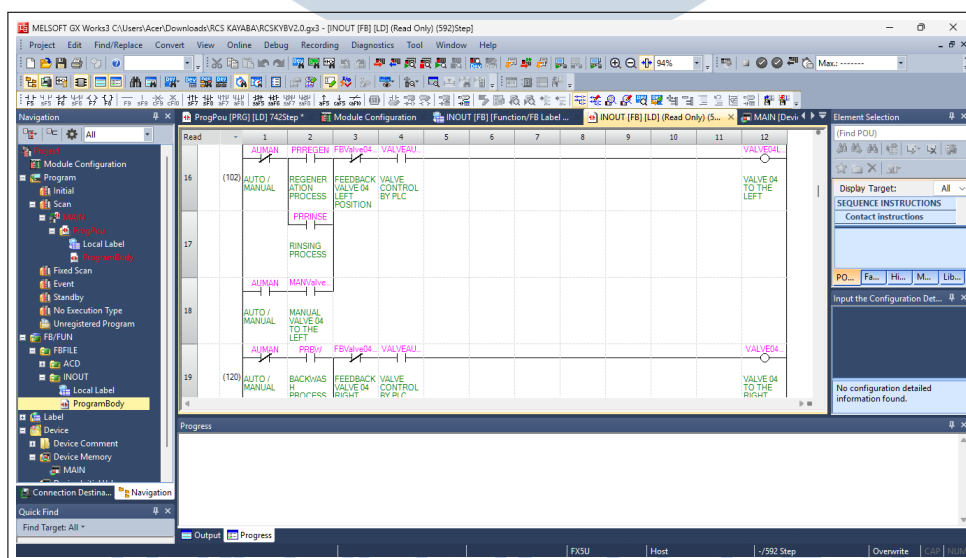 MELSOFT GX Works3 C:\Users\Acer\Downloads\RCS KAYABA\RCSKYBV2.0.gx3 - [INOUT [FB] [LD] (Read Only) (592)Step]
Project Edit Find/Replace Convert View Online Debug Recording Diagnostics Tool Window Help
94%
Max.: -------
Navigation
ProgPou [PRG] [LD] 742Step *
Module Configuration
INOUT [FB] [Function/FB Label ...
INOUT [FB] [LD] (Read Only) (5...
MAIN [Devi
Element Selection
All
(Find POU)
Display Target: All
SEQUENCE INSTRUCTIONS
Contact instructions
PO... Fa... Hi... M... Lib...
Input the Configuration Det...
No configuration detailed information found.
Project
Module Configuration
Program
Initial
Scan
MAIN
ProgPou
Local Label
ProgramBody
Fixed Scan
Event
Standby
No Execution Type
Unregistered Program
FB/FUN
FBFILE
ACD
INOUT
Local Label
ProgramBody
Label
Device
Device Comment
Device Memory
MAIN
Connection Destina... Navigation
Quick Find
Find Target: All
Read 1 2 3 4 5 6 7 8 9 10 11 12
AUMAN PRREGEN FBValve04... VALVEAU... VALVE04L...
16 (102) AUTO / MANUAL
REGENER ATION PROCESS
FEEDBACK VALVE 04 LEFT POSITION
VALVE CONTROL BY PLC
VALVE 04 TO THE LEFT
PRRINSE
17 RINSING PROCESS
AUMAN MANValve...
18 AUTO / MANUAL
MANUAL VALVE 04 TO THE LEFT
AUMAN PRBW FBValve04... VALVEAU... VALVE04...
19 (120) AUTO / MANUAL
BACKWAS H PROCESS
FEEDBACK VALVE 04 RIGHT
VALVE CONTROL BY PLC
VALVE 04 TO THE RIGHT
Progress
Output Progress
FX5U Host -/592 Step Overwrite CAP NUM